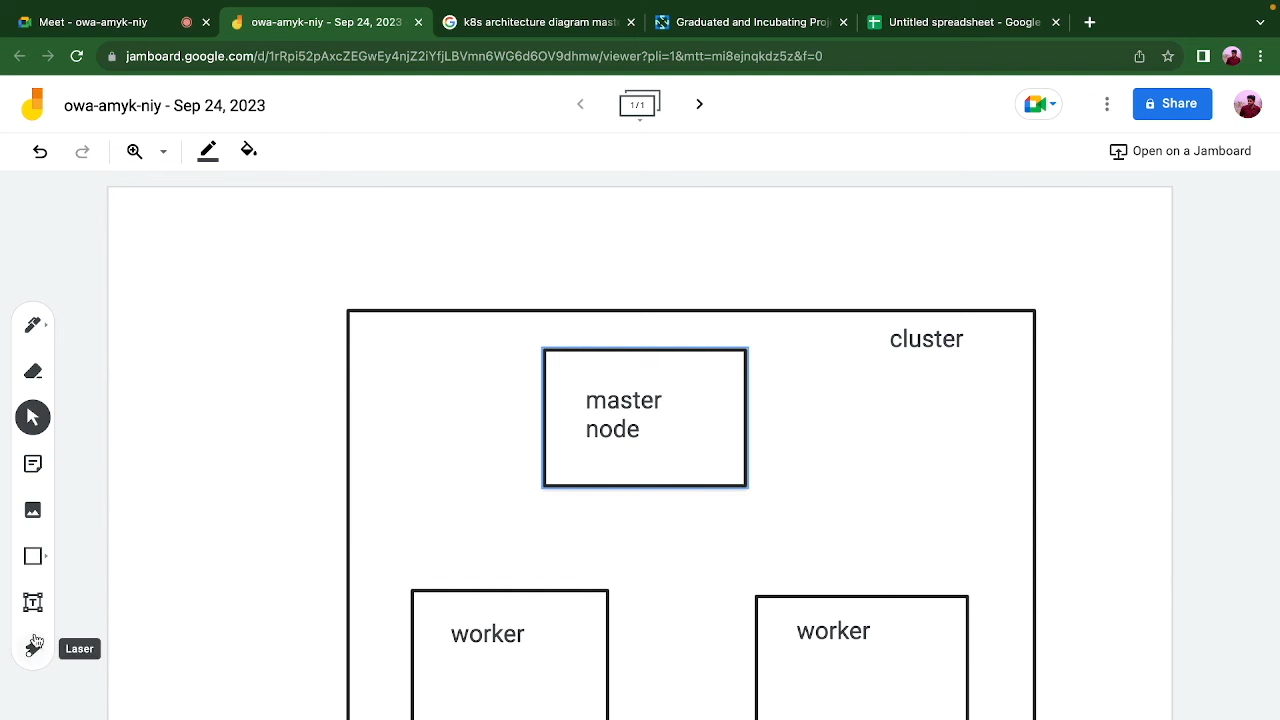 Meet - owa-amyk-niy
owa-amyk-niy - Sep 24, 2023
k8s architecture diagram mast
Graduated and Incubating Proj
Untitled spreadsheet - Google
jamboard.google.com/d/1rRpi52pAxcZEGwEy4njZ2iYfjLBVmn6WG6d6OV9dhmw/viewer?pli=1&mtt=mi8ejnqkdz5z&f=0
owa-amyk-niy - Sep 24, 2023
1/1
Share
Open on a Jamboard
cluster
master
node
worker
worker
Laser